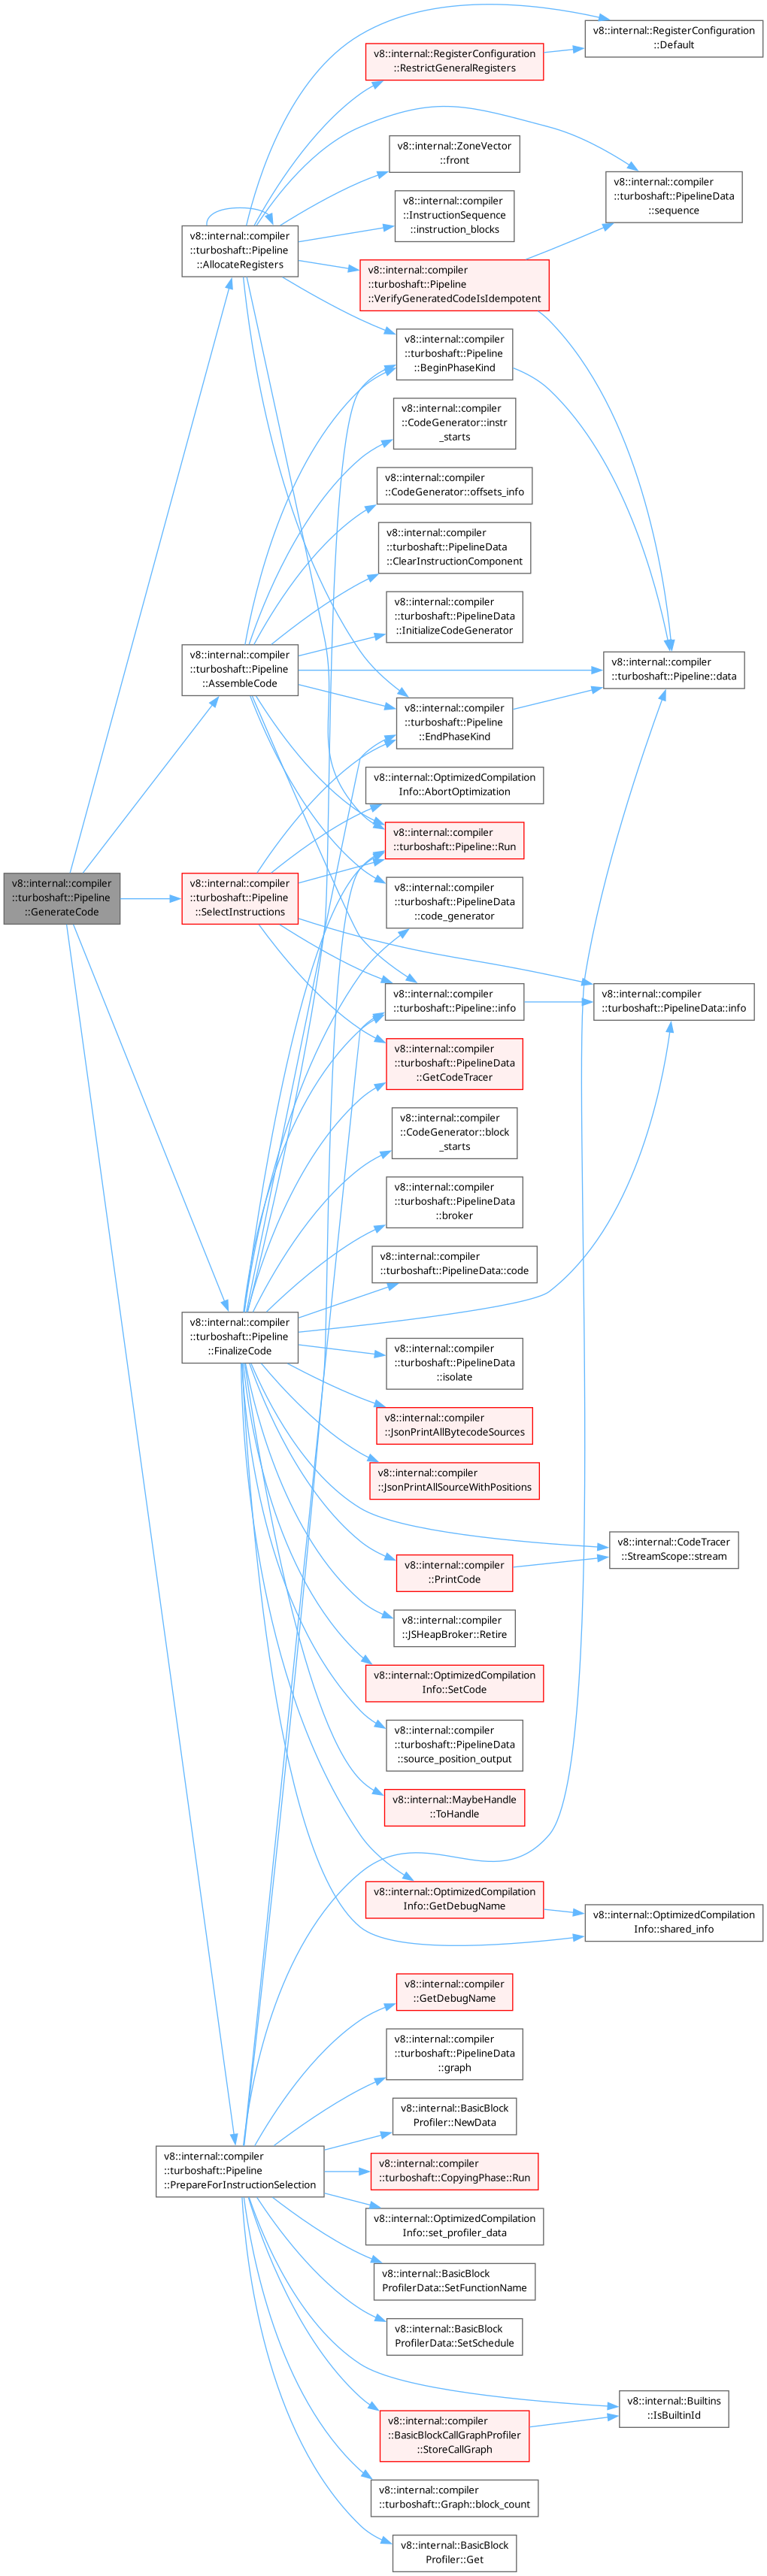 v8::internal::RegisterConfiguration
::Default
v8::internal::RegisterConfiguration
::RestrictGeneralRegisters
v8::internal::ZoneVector
::front
v8::internal::compiler
::turboshaft::PipelineData
::sequence
v8::internal::compiler
::InstructionSequence
::instruction_blocks
v8::internal::compiler
::turboshaft::Pipeline
::AllocateRegisters
v8::internal::compiler
::turboshaft::Pipeline
::VerifyGeneratedCodeIsIdempotent
v8::internal::compiler
::turboshaft::Pipeline
::BeginPhaseKind
v8::internal::compiler
::CodeGenerator::instr
_starts
v8::internal::compiler
::CodeGenerator::offsets_info
v8::internal::compiler
::turboshaft::PipelineData
::ClearInstructionComponent
v8::internal::compiler
::turboshaft::PipelineData
::InitializeCodeGenerator
v8::internal::compiler
::turboshaft::Pipeline
::AssembleCode
v8::internal::compiler
::turboshaft::Pipeline::data
v8::internal::compiler
::turboshaft::Pipeline
::EndPhaseKind
v8::internal::OptimizedCompilation
Info::AbortOptimization
v8::internal::compiler
::turboshaft::Pipeline::Run
v8::internal::compiler
::turboshaft::Pipeline
::GenerateCode
v8::internal::compiler
::turboshaft::Pipeline
::SelectInstructions
v8::internal::compiler
::turboshaft::PipelineData
::code_generator
v8::internal::compiler
::turboshaft::Pipeline::info
v8::internal::compiler
::turboshaft::PipelineData::info
v8::internal::compiler
::turboshaft::PipelineData
::GetCodeTracer
v8::internal::compiler
::CodeGenerator::block
_starts
v8::internal::compiler
::turboshaft::PipelineData
::broker
v8::internal::compiler
::turboshaft::PipelineData::code
v8::internal::compiler
::turboshaft::Pipeline
::FinalizeCode
v8::internal::compiler
::turboshaft::PipelineData
::isolate
v8::internal::compiler
::JsonPrintAllBytecodeSources
v8::internal::compiler
::JsonPrintAllSourceWithPositions
v8::internal::CodeTracer
::StreamScope::stream
v8::internal::compiler
::PrintCode
v8::internal::compiler
::JSHeapBroker::Retire
v8::internal::OptimizedCompilation
Info::SetCode
v8::internal::compiler
::turboshaft::PipelineData
::source_position_output
v8::internal::MaybeHandle
::ToHandle
v8::internal::OptimizedCompilation
Info::GetDebugName
v8::internal::OptimizedCompilation
Info::shared_info
v8::internal::compiler
::GetDebugName
v8::internal::compiler
::turboshaft::PipelineData
::graph
v8::internal::BasicBlock
Profiler::NewData
v8::internal::compiler
::turboshaft::Pipeline
::PrepareForInstructionSelection
v8::internal::compiler
::turboshaft::CopyingPhase::Run
v8::internal::OptimizedCompilation
Info::set_profiler_data
v8::internal::BasicBlock
ProfilerData::SetFunctionName
v8::internal::BasicBlock
ProfilerData::SetSchedule
v8::internal::Builtins
::IsBuiltinId
v8::internal::compiler
::BasicBlockCallGraphProfiler
::StoreCallGraph
v8::internal::compiler
::turboshaft::Graph::block_count
v8::internal::BasicBlock
Profiler::Get